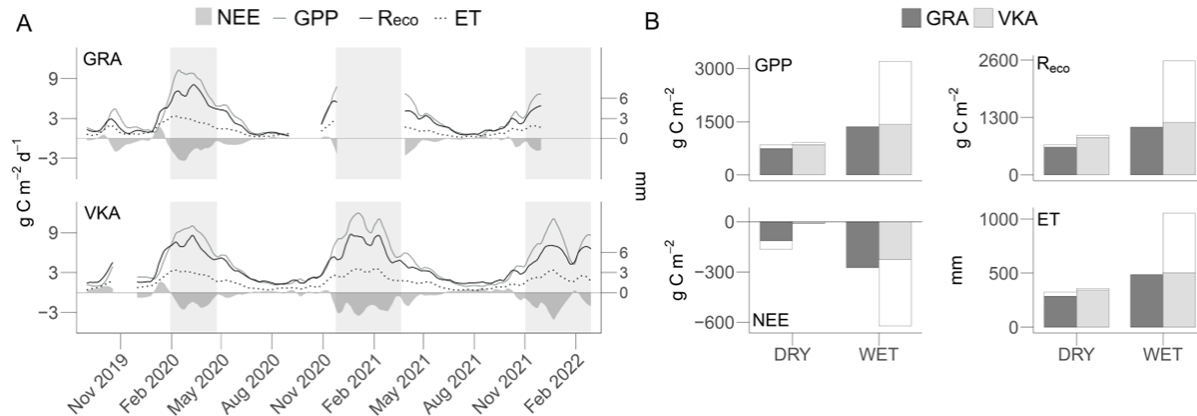 A
NEE GPP Reco ET
GRA
9
3
−3
6
3
0
VKA
9
3
−3
6
3
0
g C m−2 d−1
mm
Nov 2019
Feb 2020
May 2020
Aug 2020
Nov 2020
Feb 2021
May 2021
Aug 2021
Nov 2021
Feb 2022
B
GRA VKA
GPP
3000
1500
0
g C m−2
Reco
2600
1300
0
g C m−2
0
−300
−600
g C m−2
NEE
DRY WET
ET
1000
500
0
mm
DRY WET